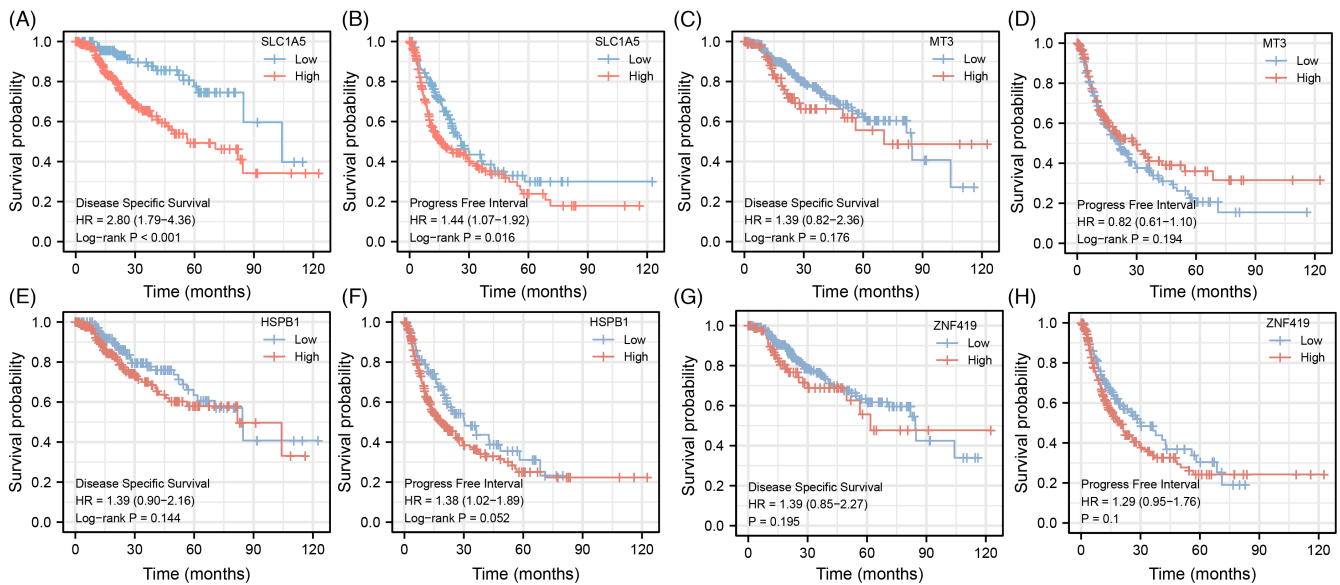 (A)
SLC1A5
Low
High
Survival probability
1.0
0.8
0.6
0.4
0.2
0.0
Disease Specific Survival
HR = 2.80 (1.79−4.36)
Log-rank P < 0.001
0 30 60 90 120
Time (months)
(B)
SLC1A5
Low
High
Survival probability
1.0
0.8
0.6
0.4
0.2
0.0
Progress Free Interval
HR = 1.44 (1.07−1.92)
Log-rank P = 0.016
0 30 60 90 120
Time (months)
(C)
MT3
Low
High
Survival probability
1.0
0.8
0.6
0.4
0.2
0.0
Disease Specific Survival
HR = 1.39 (0.82−2.36)
Log-rank P = 0.176
0 30 60 90 120
Time (months)
(D)
MT3
Low
High
Survival probability
1.0
0.8
0.6
0.4
0.2
0.0
Progress Free Interval
HR = 0.82 (0.61−1.10)
Log-rank P = 0.194
0 30 60 90 120
Time (months)
(E)
HSPB1
Low
High
Survival probability
1.0
0.8
0.6
0.4
0.2
0.0
Disease Specific Survival
HR = 1.39 (0.90−2.16)
Log-rank P = 0.144
0 30 60 90 120
Time (months)
(F)
HSPB1
Low
High
Survival probability
1.0
0.8
0.6
0.4
0.2
0.0
Progress Free Interval
HR = 1.38 (1.02−1.89)
Log-rank P = 0.052
0 30 60 90 120
Time (months)
(G)
ZNF419
Low
High
Survival probability
1.0
0.8
0.6
0.4
0.2
0.0
Disease Specific Survival
HR = 1.39 (0.85−2.27)
P = 0.195
0 30 60 90 120
Time (months)
(H)
ZNF419
Low
High
Survival probability
1.0
0.8
0.6
0.4
0.2
0.0
Progress Free Interval
HR = 1.29 (0.95−1.76)
P = 0.1
0 30 60 90 120
Time (months)